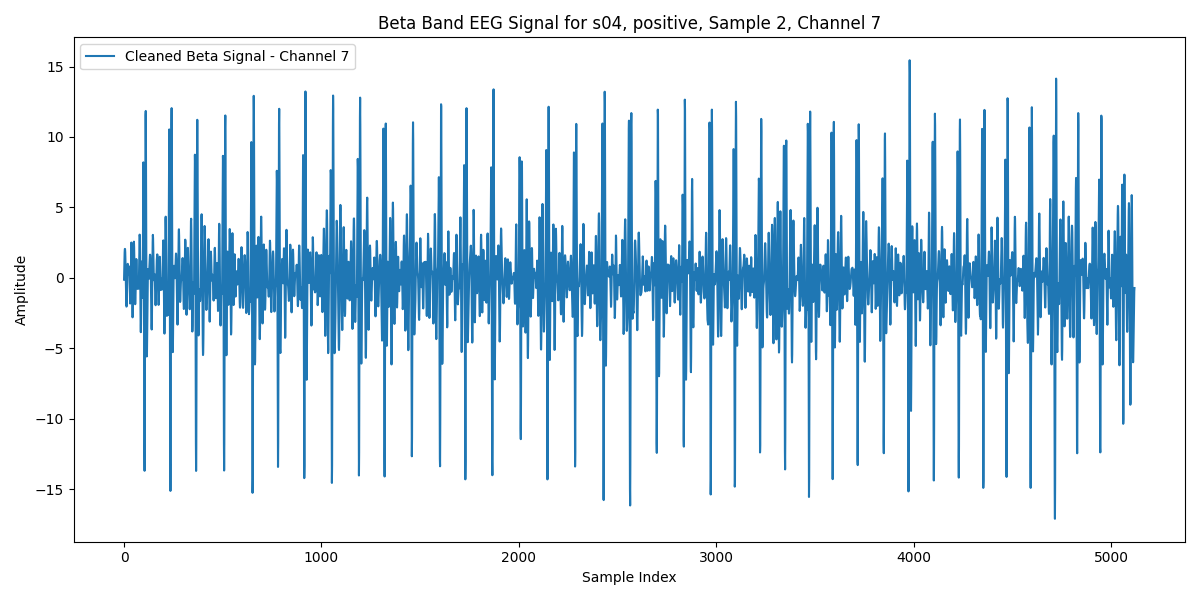 Beta Band EEG Signal for s04, positive, Sample 2, Channel 7
Cleaned Beta Signal - Channel 7
Amplitude
15
10
5
0
−5
−10
−15
0 1000 2000 3000 4000 5000
Sample Index